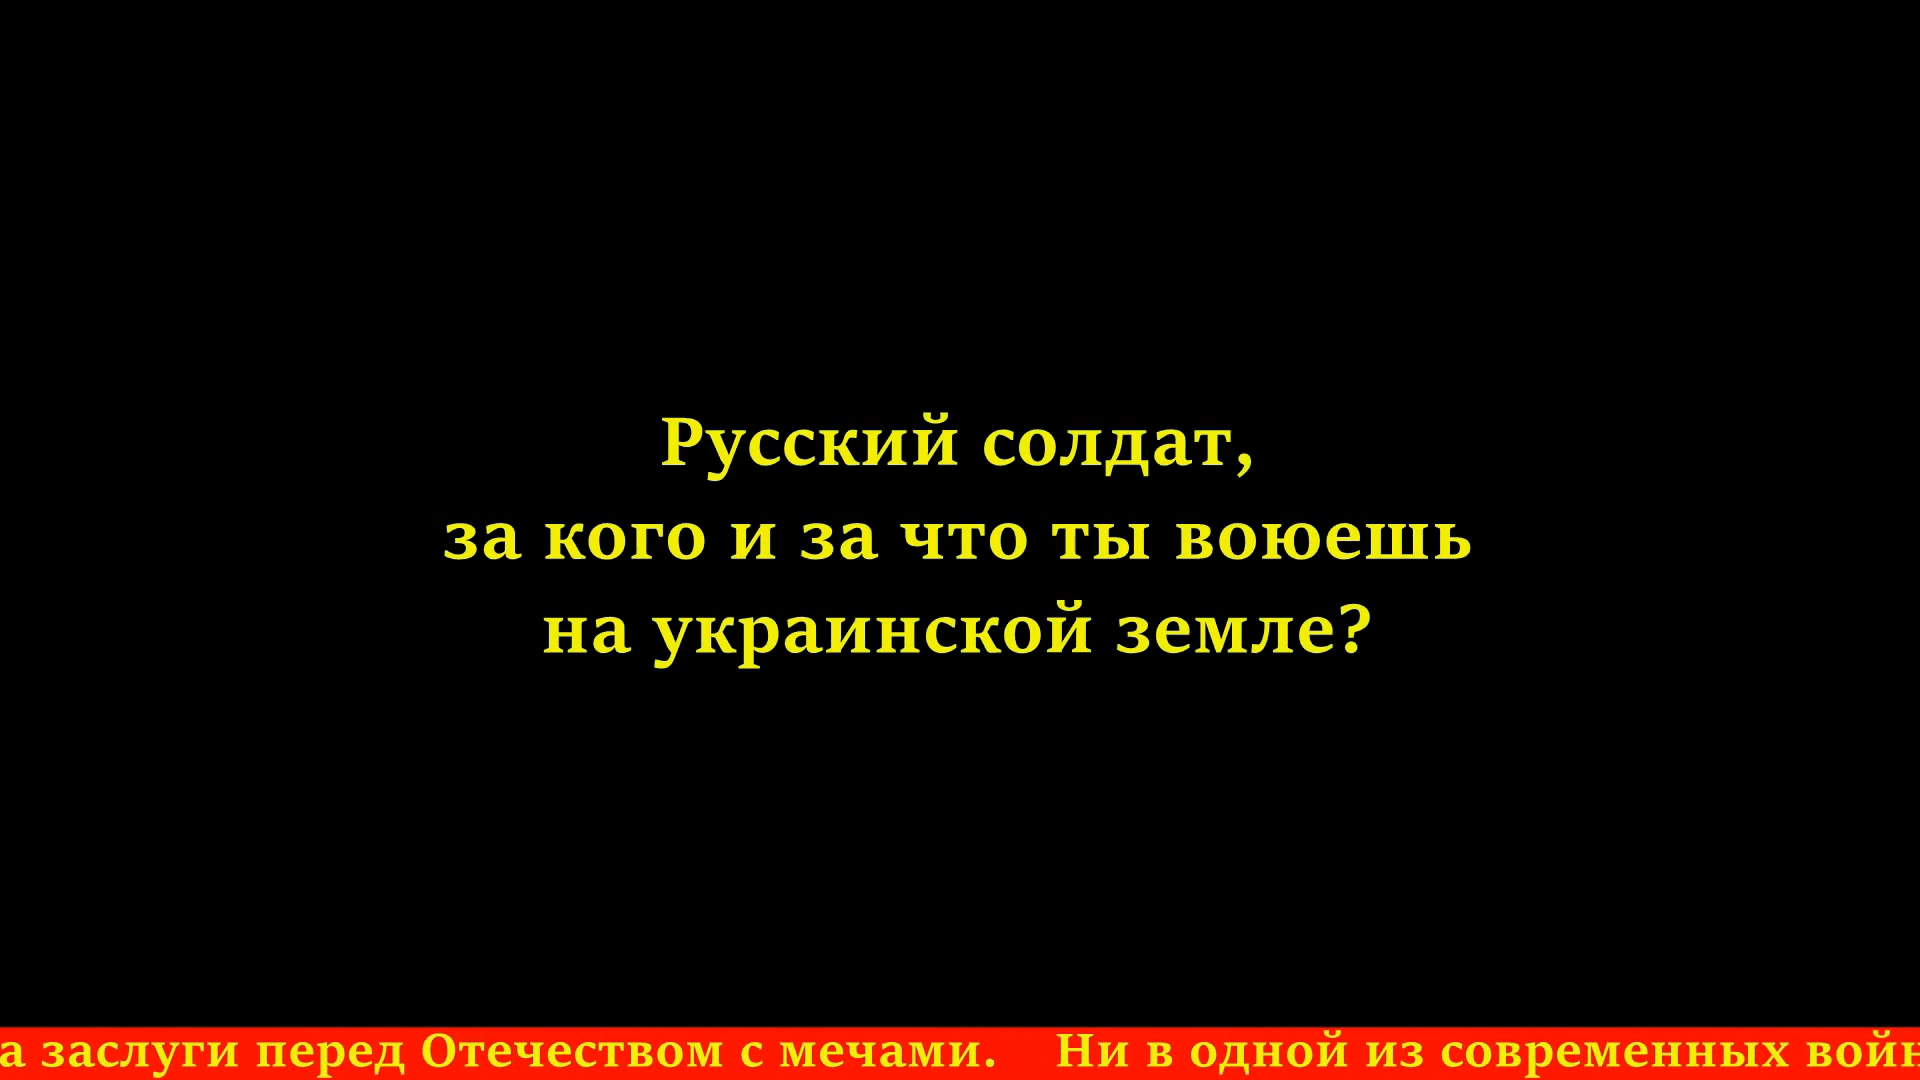 Русский солдат,
за кого и за что ты воюешь
на украинской земле?
а заслуги перед Отечеством с мечами. Ни в одной из современных войн